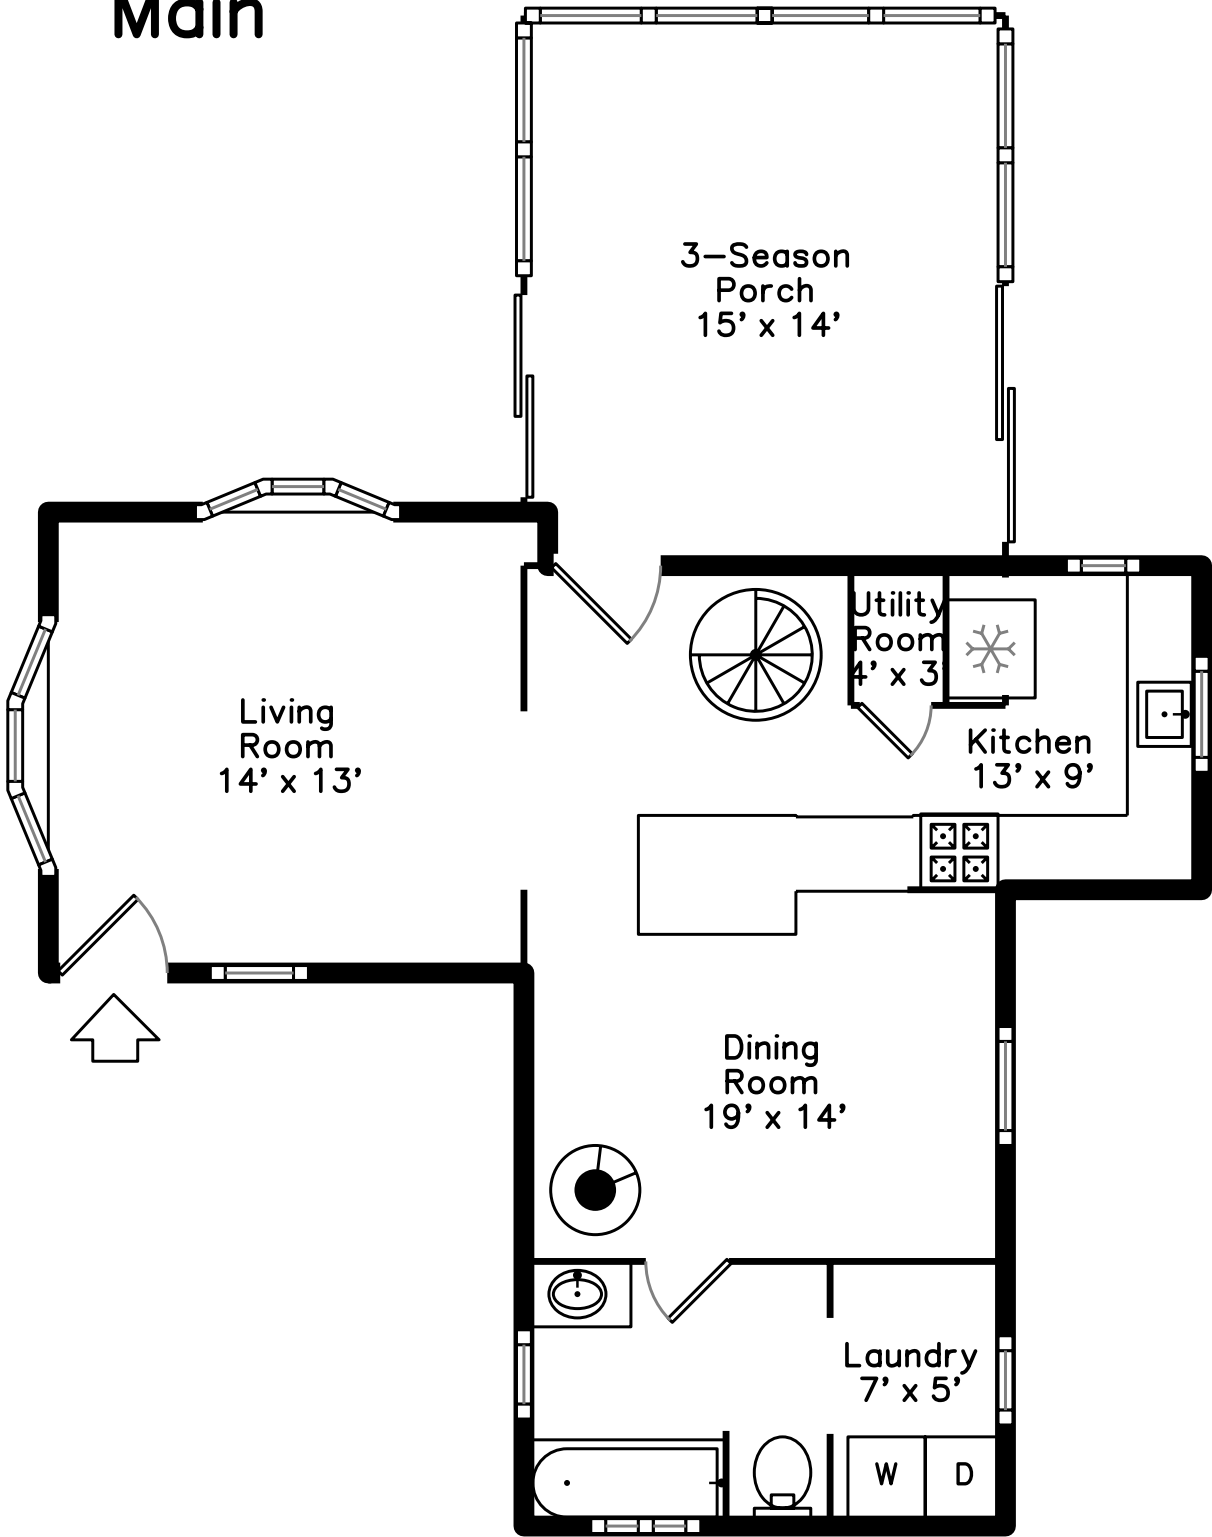 Main
3-Season
Porch
15' x 14'
Utility
Room
4' x 3'
Living
Room
14' x 13'
Kitchen
13' x 9'
Dining
Room
19' x 14'
Laundry
7' x 5'
W
D